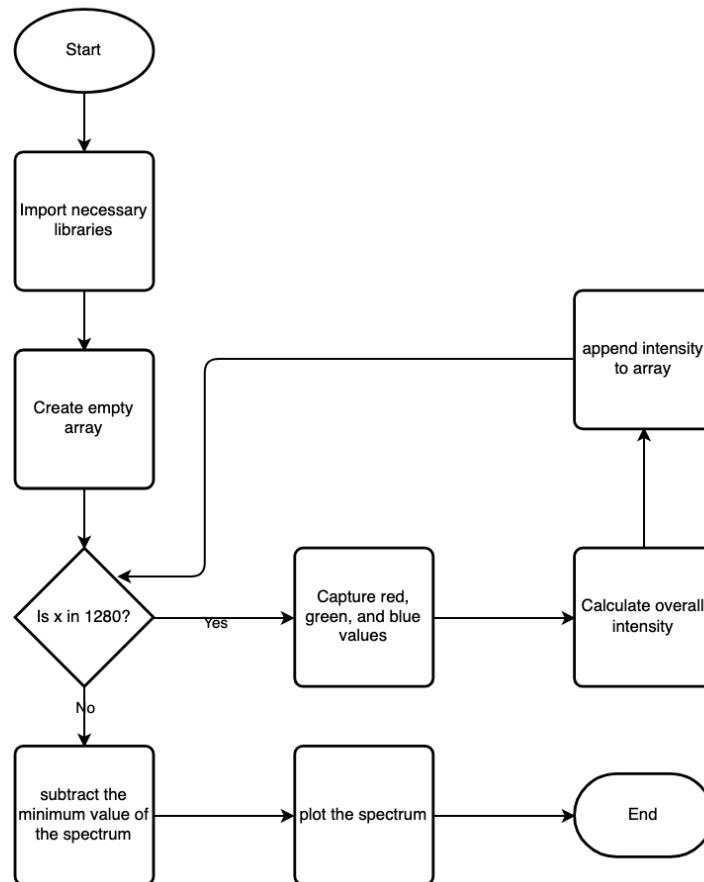 Start
Import necessary
libraries
Create empty
array
append intensity
to array
Is x in 1280?
Yes
Capture red,
green, and blue
values
Calculate overall
intensity
No
subtract the
minimum value of
the spectrum
plot the spectrum
End